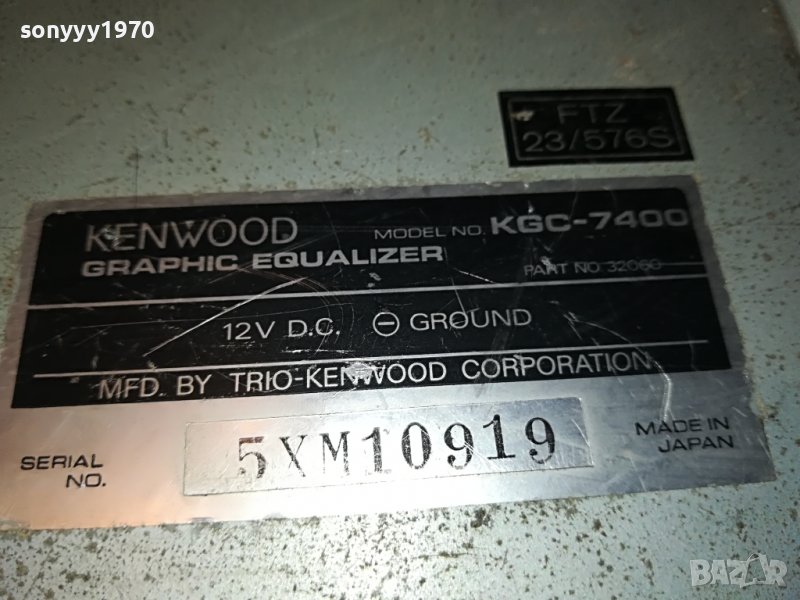 sonyyy1970
FTZ
23/576S
KENWOOD MODEL NO. KGC-7400
GRAPHIC EQUALIZER PART NO. 32060
12V D.C. ⊖ GROUND
MFD. BY TRIO-KENWOOD CORPORATION
SERIAL NO. 5XM10919 MADE IN JAPAN
BAZAR